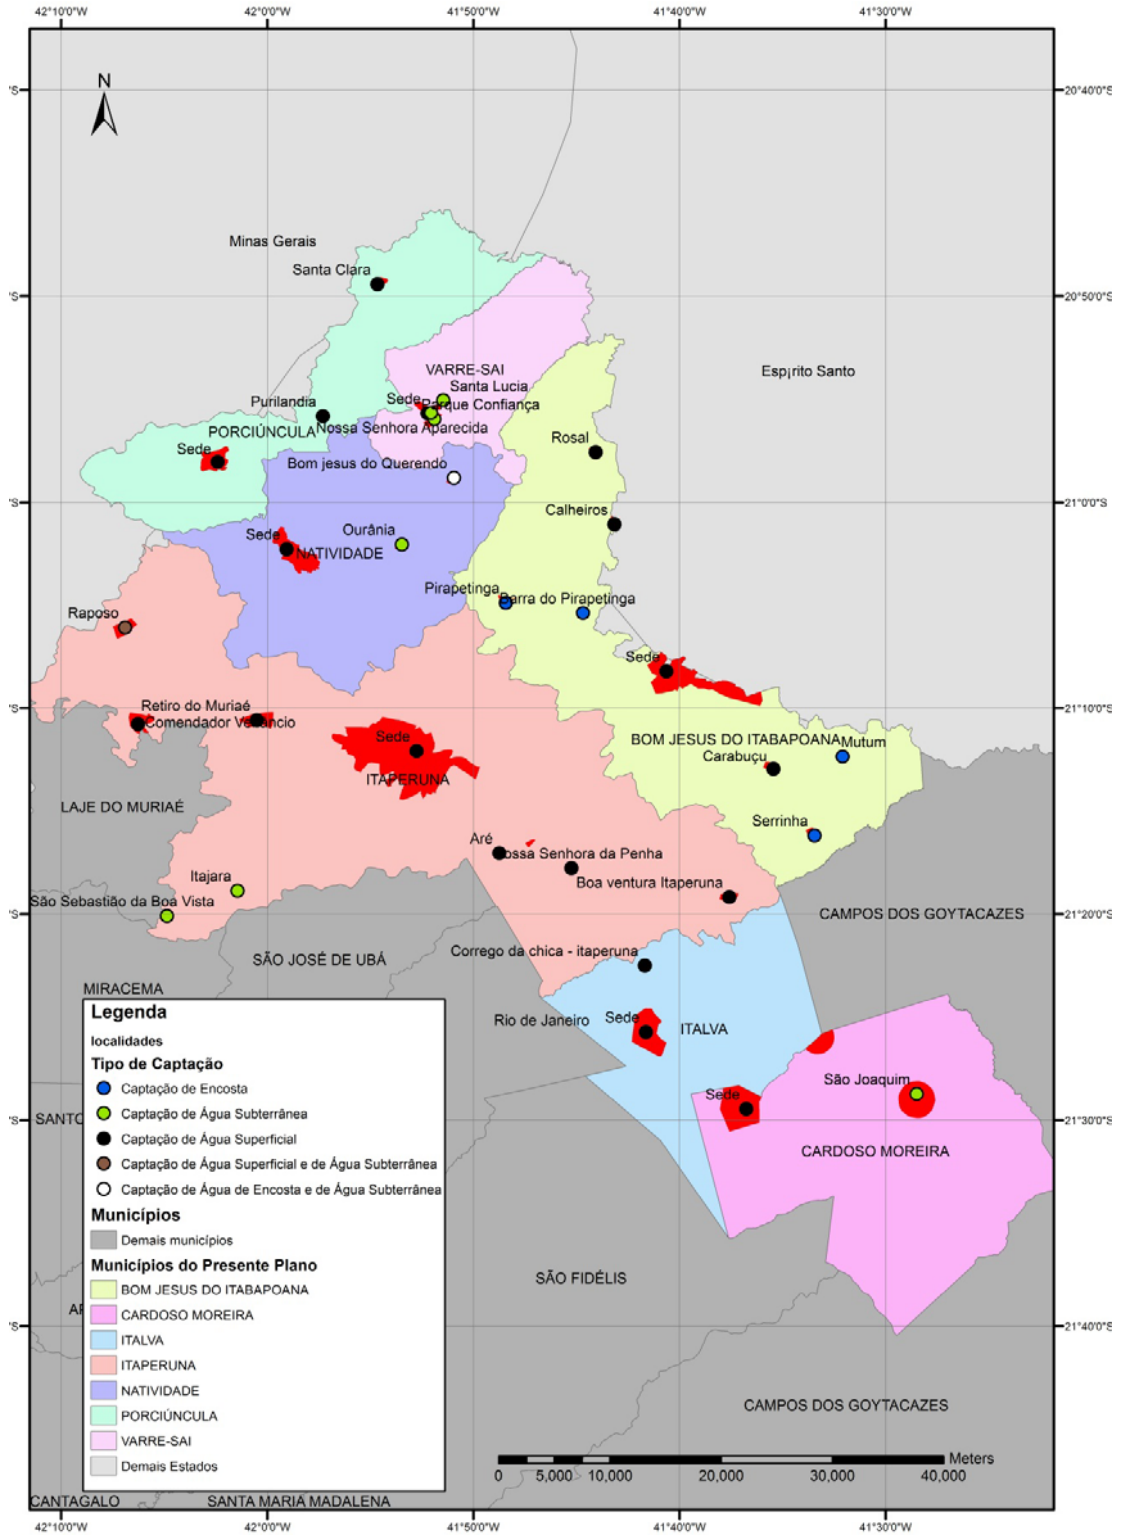 42°10'0"W 42°0'0"W 41°50'0"W 41°40'0"W 41°30'0"W
N
20°40'0"S
Minas Gerais
Santa Clara
20°50'0"S
VARRE-SAI
Espírito Santo
Santa Lucia
Sede
Parque Confiança
Purilandia
PORCIÚNCULA
Nossa Senhora Aparecida
Rosal
Sede
Bom jesus do Querendo
21°0'0"S
Calheiros
Ourânia
Sede
NATIVIDADE
Pirapetinga
Barra do Pirapetinga
Raposo
Sede
Retiro do Muriaé
21°10'0"S
Comendador Venancio
Sede
BOM JESUS DO ITABAPOANA
Mutum
Carabuçu
ITAPERUNA
LAJE DO MURIAÉ
Serrinha
Aré
ossa Senhora da Penha
Itajara
Boa ventura Itaperuna
São Sebastião da Boa Vista
21°20'0"S
CAMPOS DOS GOYTACAZES
SÃO JOSÉ DE UBÁ
Corrego da chica - itaperuna
MIRACEMA
Rio de Janeiro
Sede
ITALVA
São Joaquim
Sede
21°30'0"S
SANTO
CARDOSO MOREIRA
SÃO FIDÉLIS
21°40'0"S
CAMPOS DOS GOYTACAZES
Legenda
localidades
Tipo de Captação
Captação de Encosta
Captação de Água Subterrânea
Captação de Água Superficial
Captação de Água Superficial e de Água Subterrânea
Captação de Água de Encosta e de Água Subterrânea
Municípios
Demais municípios
Municípios do Presente Plano
BOM JESUS DO ITABAPOANA
CARDOSO MOREIRA
ITALVA
ITAPERUNA
NATIVIDADE
PORCIÚNCULA
VARRE-SAI
Demais Estados
Meters
0 5,000 10,000 20,000 30,000 40,000
CANTAGALO
SANTA MARIA MADALENA
42°10'0"W 42°0'0"W 41°50'0"W 41°40'0"W 41°30'0"W